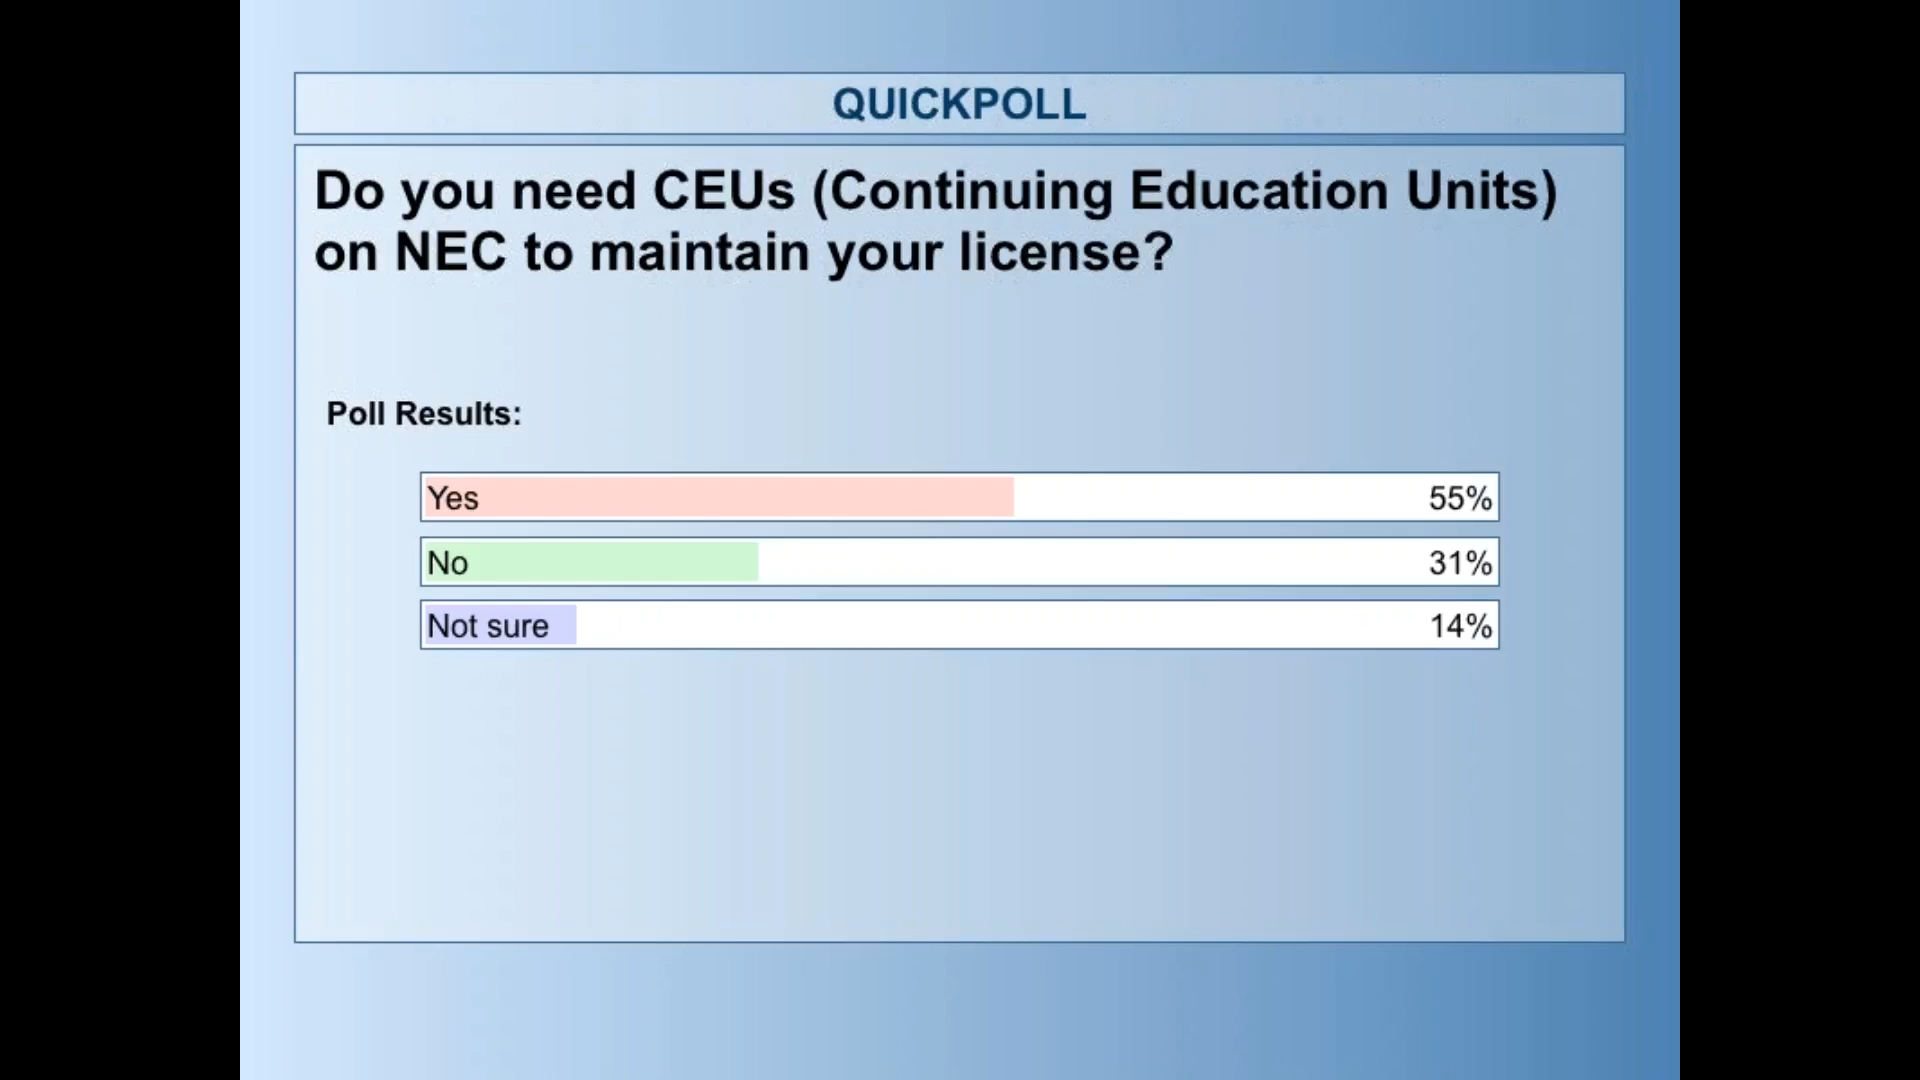 QUICKPOLL
Do you need CEUs (Continuing Education Units)
on NEC to maintain your license?
Poll Results:
Yes 55%
No 31%
Not sure 14%